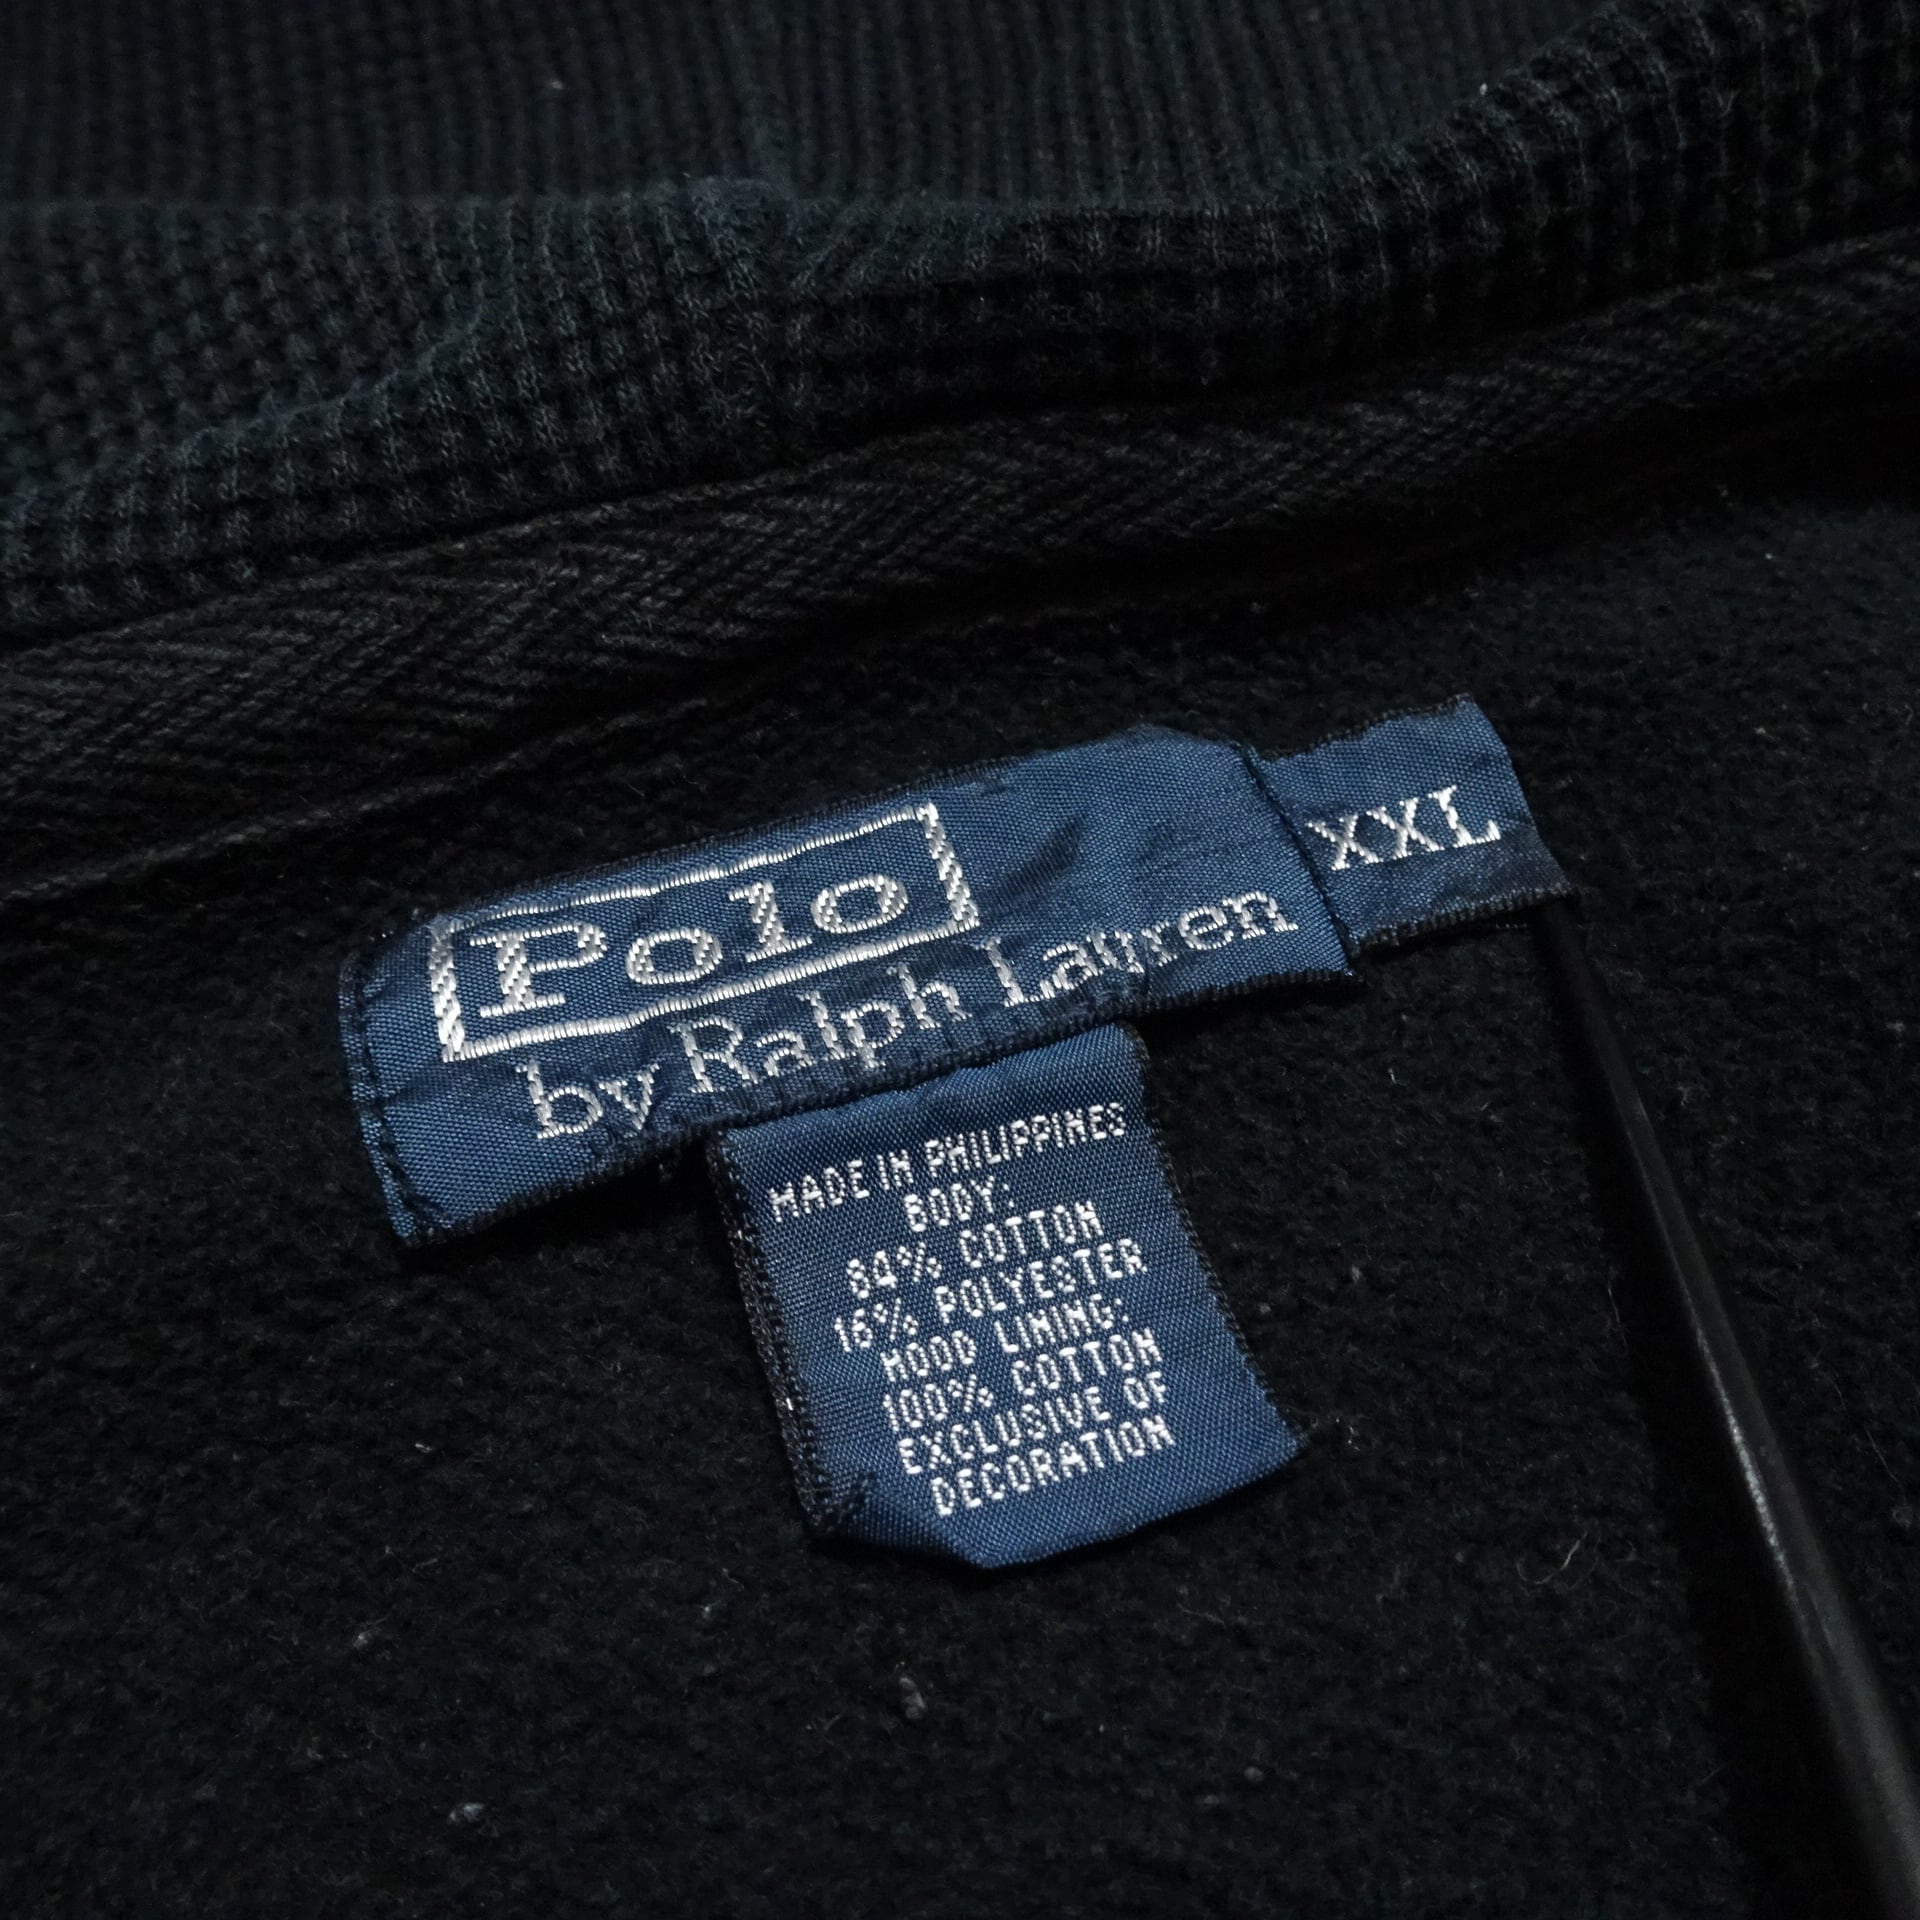 Polo
by Ralph Lauren
XXL
MADE IN PHILIPPINES
BODY:
84% COTTON
16% POLYESTER
HOOD LINING:
100% COTTON
EXCLUSIVE OF
DECORATION